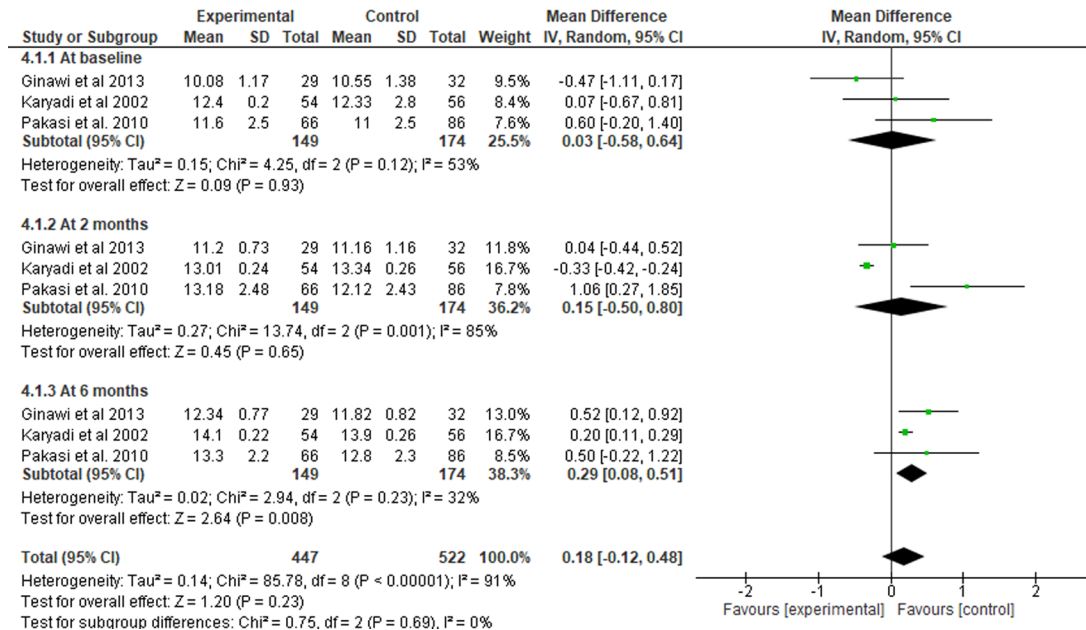 Experimental Control Mean Difference Mean Difference
Study or Subgroup Mean SD Total Mean SD Total Weight IV, Random, 95% CI IV, Random, 95% CI
4.1.1 At baseline
Ginawi et al 2013 10.08 1.17 29 10.55 1.38 32 9.5% -0.47 [-1.11, 0.17]
Karyadi et al 2002 12.4 0.2 54 12.33 2.8 56 8.4% 0.07 [-0.67, 0.81]
Pakasi et al. 2010 11.6 2.5 66 11 2.5 86 7.6% 0.60 [-0.20, 1.40]
Subtotal (95% CI) 149 174 25.5% 0.03 [-0.58, 0.64]
Heterogeneity: Tau² = 0.15; Chi² = 4.25, df = 2 (P = 0.12); I² = 53%
Test for overall effect: Z = 0.09 (P = 0.93)
4.1.2 At 2 months
Ginawi et al 2013 11.2 0.73 29 11.16 1.16 32 11.8% 0.04 [-0.44, 0.52]
Karyadi et al 2002 13.01 0.24 54 13.34 0.26 56 16.7% -0.33 [-0.42, -0.24]
Pakasi et al. 2010 13.18 2.48 66 12.12 2.43 86 7.8% 1.06 [0.27, 1.85]
Subtotal (95% CI) 149 174 36.2% 0.15 [-0.50, 0.80]
Heterogeneity: Tau² = 0.27; Chi² = 13.74, df = 2 (P = 0.001); I² = 85%
Test for overall effect: Z = 0.45 (P = 0.65)
4.1.3 At 6 months
Ginawi et al 2013 12.34 0.77 29 11.82 0.82 32 13.0% 0.52 [0.12, 0.92]
Karyadi et al 2002 14.1 0.22 54 13.9 0.26 56 16.7% 0.20 [0.11, 0.29]
Pakasi et al. 2010 13.3 2.2 66 12.8 2.3 86 8.5% 0.50 [-0.22, 1.22]
Subtotal (95% CI) 149 174 38.3% 0.29 [0.08, 0.51]
Heterogeneity: Tau² = 0.02; Chi² = 2.94, df = 2 (P = 0.23); I² = 32%
Test for overall effect: Z = 2.64 (P = 0.008)
Total (95% CI) 447 522 100.0% 0.18 [-0.12, 0.48]
Heterogeneity: Tau² = 0.14; Chi² = 85.78, df = 8 (P < 0.00001); I² = 91%
Test for overall effect: Z = 1.20 (P = 0.23)
Test for subgroup differences: Chi² = 0.75, df = 2 (P = 0.69), I² = 0%
-2 -1 0 1 2
Favours [experimental] Favours [control]